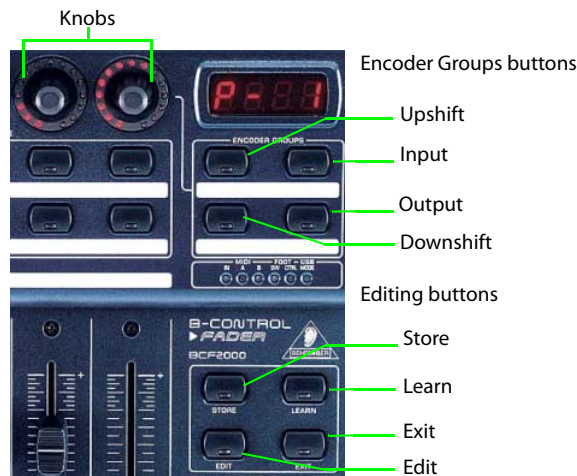 Knobs
P- 1
Encoder Groups buttons
ENCODER GROUPS
Upshift
Input
Output
Downshift
MIDI FOOT USB
IN A B SW CTRL MODE
Editing buttons
B-CONTROL
FADER
BCF2000
BEHRINGER
Store
STORE
LEARN
Learn
Exit
EDIT
EXIT
Edit